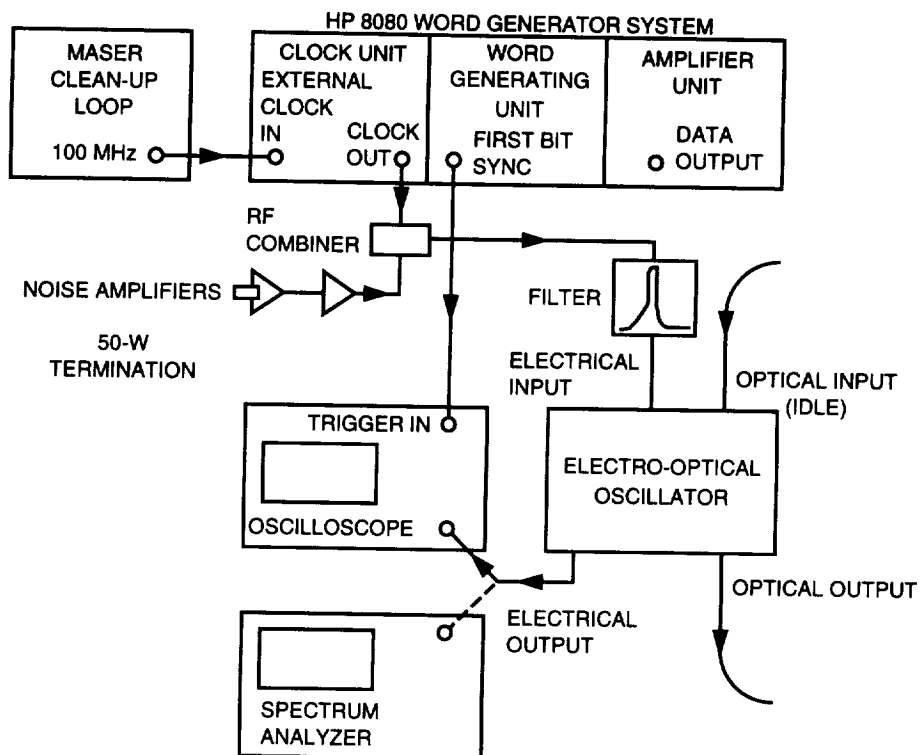 HP 8080 WORD GENERATOR SYSTEM
MASER
CLEAN-UP
LOOP
100 MHz
CLOCK UNIT
EXTERNAL
CLOCK
IN
CLOCK
OUT
WORD
GENERATING
UNIT
FIRST BIT
SYNC
AMPLIFIER
UNIT
DATA
OUTPUT
RF
COMBINER
NOISE AMPLIFIERS
50-W
TERMINATION
FILTER
ELECTRICAL
INPUT
OPTICAL INPUT
(IDLE)
TRIGGER IN
OSCILLOSCOPE
ELECTRO-OPTICAL
OSCILLATOR
OPTICAL OUTPUT
ELECTRICAL
OUTPUT
SPECTRUM
ANALYZER